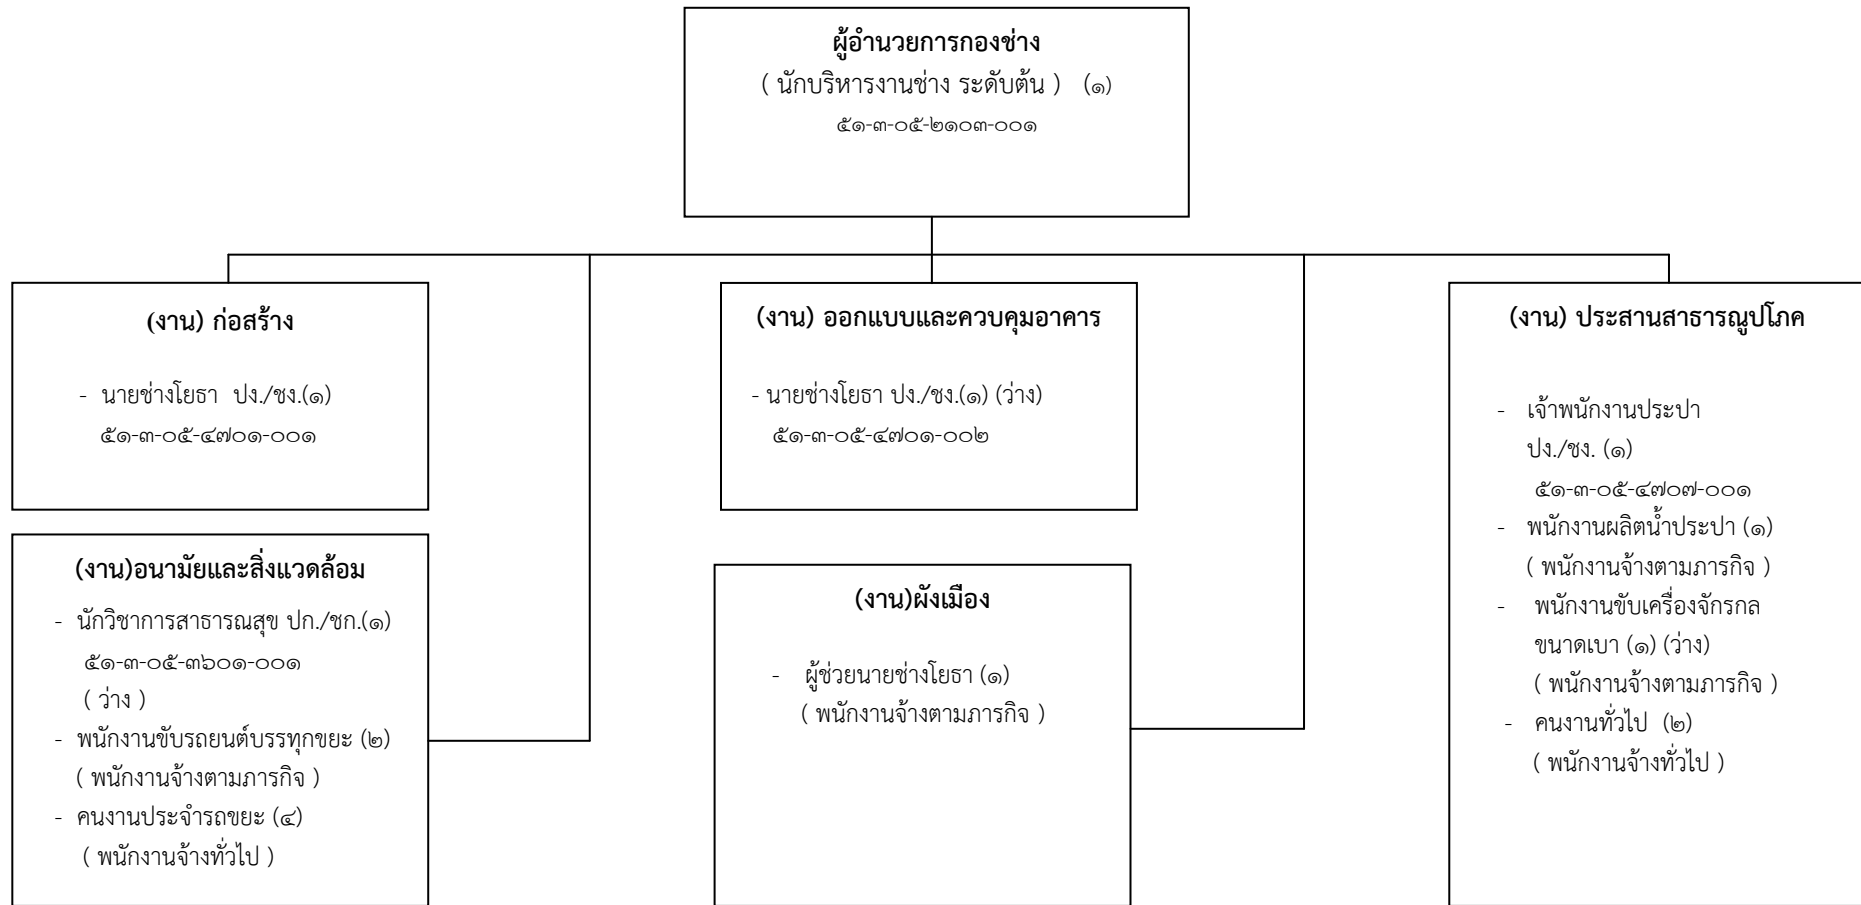 ผู้อำนวยการกองช่าง
( นักบริหารงานช่าง ระดับต้น ) (๑)
๕๑-๓-๐๕-๒๑๐๓-๐๐๑
(งาน) ก่อสร้าง
- นายช่างโยธา ปง./ชง.(๑)
๕๑-๓-๐๕-๔๗๐๑-๐๐๑
(งาน) ออกแบบและควบคุมอาคาร
- นายช่างโยธา ปง./ชง.(๑) (ว่าง)
๕๑-๓-๐๕-๔๗๐๑-๐๐๒
(งาน) ประสานสาธารณูปโภค
- เจ้าพนักงานประปา
ปง./ชง. (๑)
๕๑-๓-๐๕-๔๗๐๗-๐๐๑
- พนักงานผลิตน้ำประปา (๑)
( พนักงานจ้างตามภารกิจ )
- พนักงานขับเครื่องจักรกล
ขนาดเบา (๑) (ว่าง)
( พนักงานจ้างตามภารกิจ )
- คนงานทั่วไป (๒)
( พนักงานจ้างทั่วไป )
(งาน)อนามัยและสิ่งแวดล้อม
- นักวิชาการสาธารณสุข ปก./ชก.(๑)
๕๑-๓-๐๕-๓๖๐๑-๐๐๑
( ว่าง )
- พนักงานขับรถยนต์บรรทุกขยะ (๒)
( พนักงานจ้างตามภารกิจ )
- คนงานประจำรถขยะ (๔)
( พนักงานจ้างทั่วไป )
(งาน)ผังเมือง
- ผู้ช่วยนายช่างโยธา (๑)
( พนักงานจ้างตามภารกิจ )